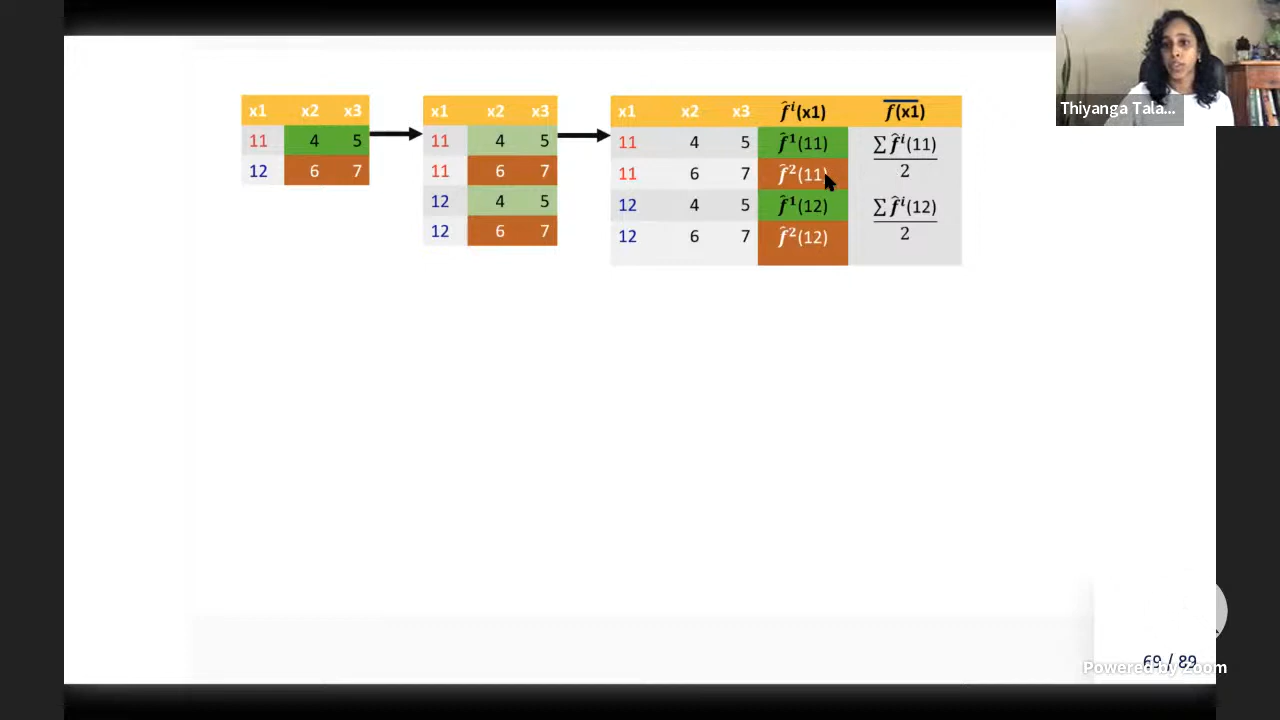 x1 x2 x3
11 4 5
12 6 7
x1 x2 x3
11 4 5
11 6 7
12 4 5
12 6 7
x1 x2 x3 f̂ⁱ(x1) f̅(̅x̅1̅)̅
11 4 5 f̂¹(11) ∑ f̂ⁱ(11)
2
11 6 7 f̂²(11)
12 4 5 f̂¹(12) ∑ f̂ⁱ(12)
2
12 6 7 f̂²(12)
Thiyanga Tala...
69 / 89
Powered by Zoom